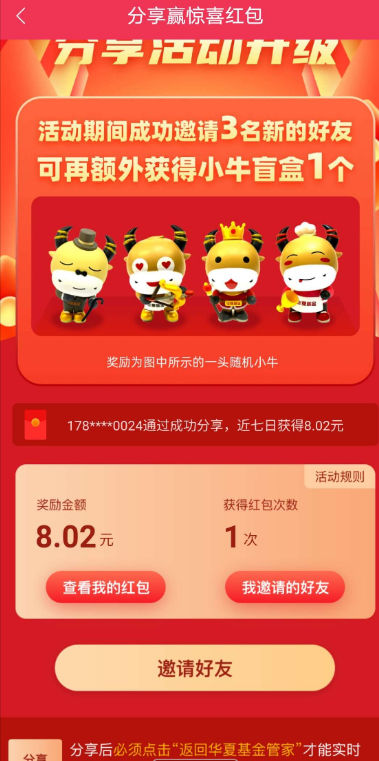 分享赢惊喜红包
分享活动升级
活动期间成功邀请3名新的好友
可再额外获得小牛盲盒1个
奖励为图中所示的一头随机小牛
178****0024通过成功分享，近七日获得8.02元
活动规则
奖励金额
获得红包次数
8.02元
1次
查看我的红包
我邀请的好友
邀请好友
分享后必须点击“返回华夏基金管家”才能实时
分享